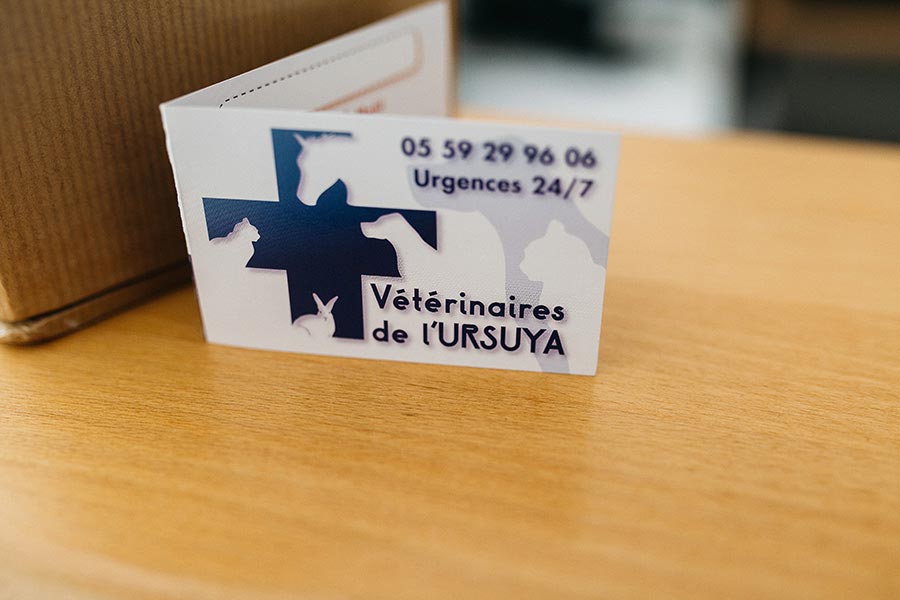 05 59 29 96 06
Urgences 24/7
Vétérinaires
de l'URSUYA